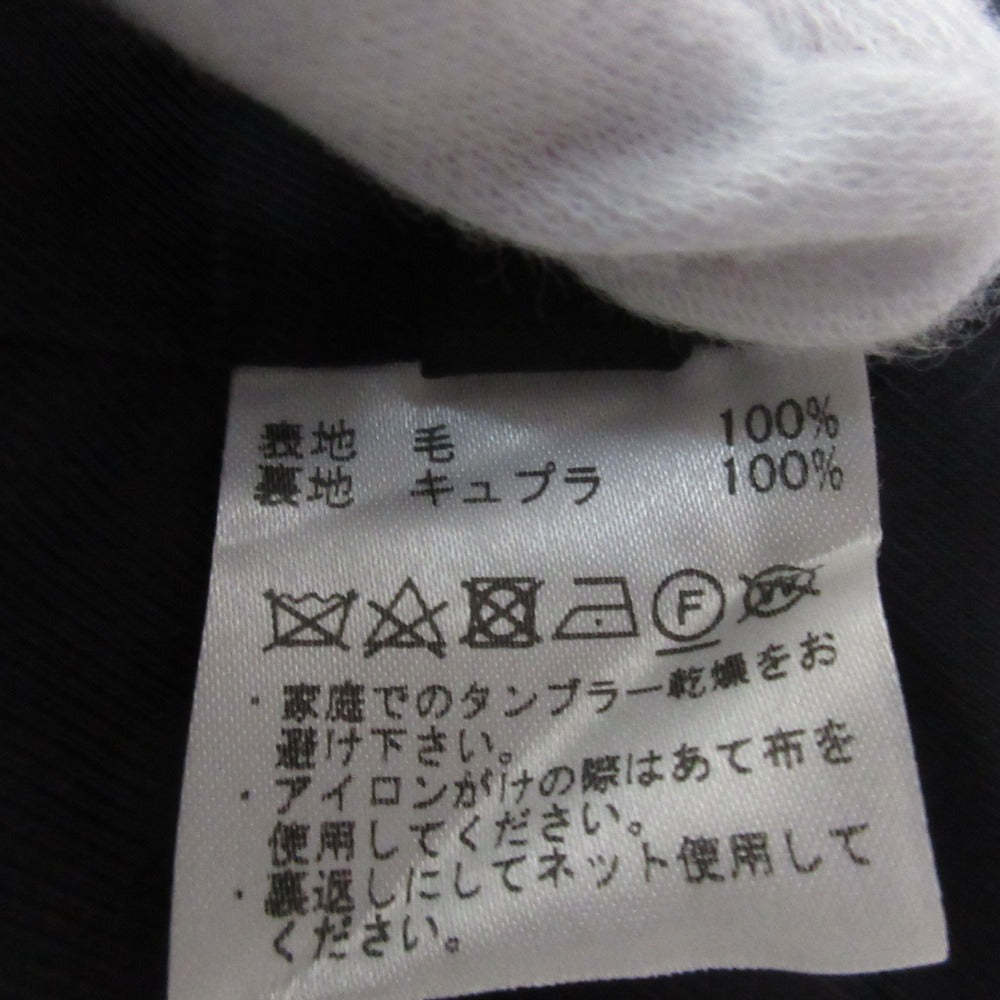 表地 毛 100%
裏地 キュプラ 100%
F W
・家庭でのタンブラー乾燥をお
避け下さい。
・アイロンがけの際はあて布を
使用してください。
・裏返しにしてネット使用して
ください。